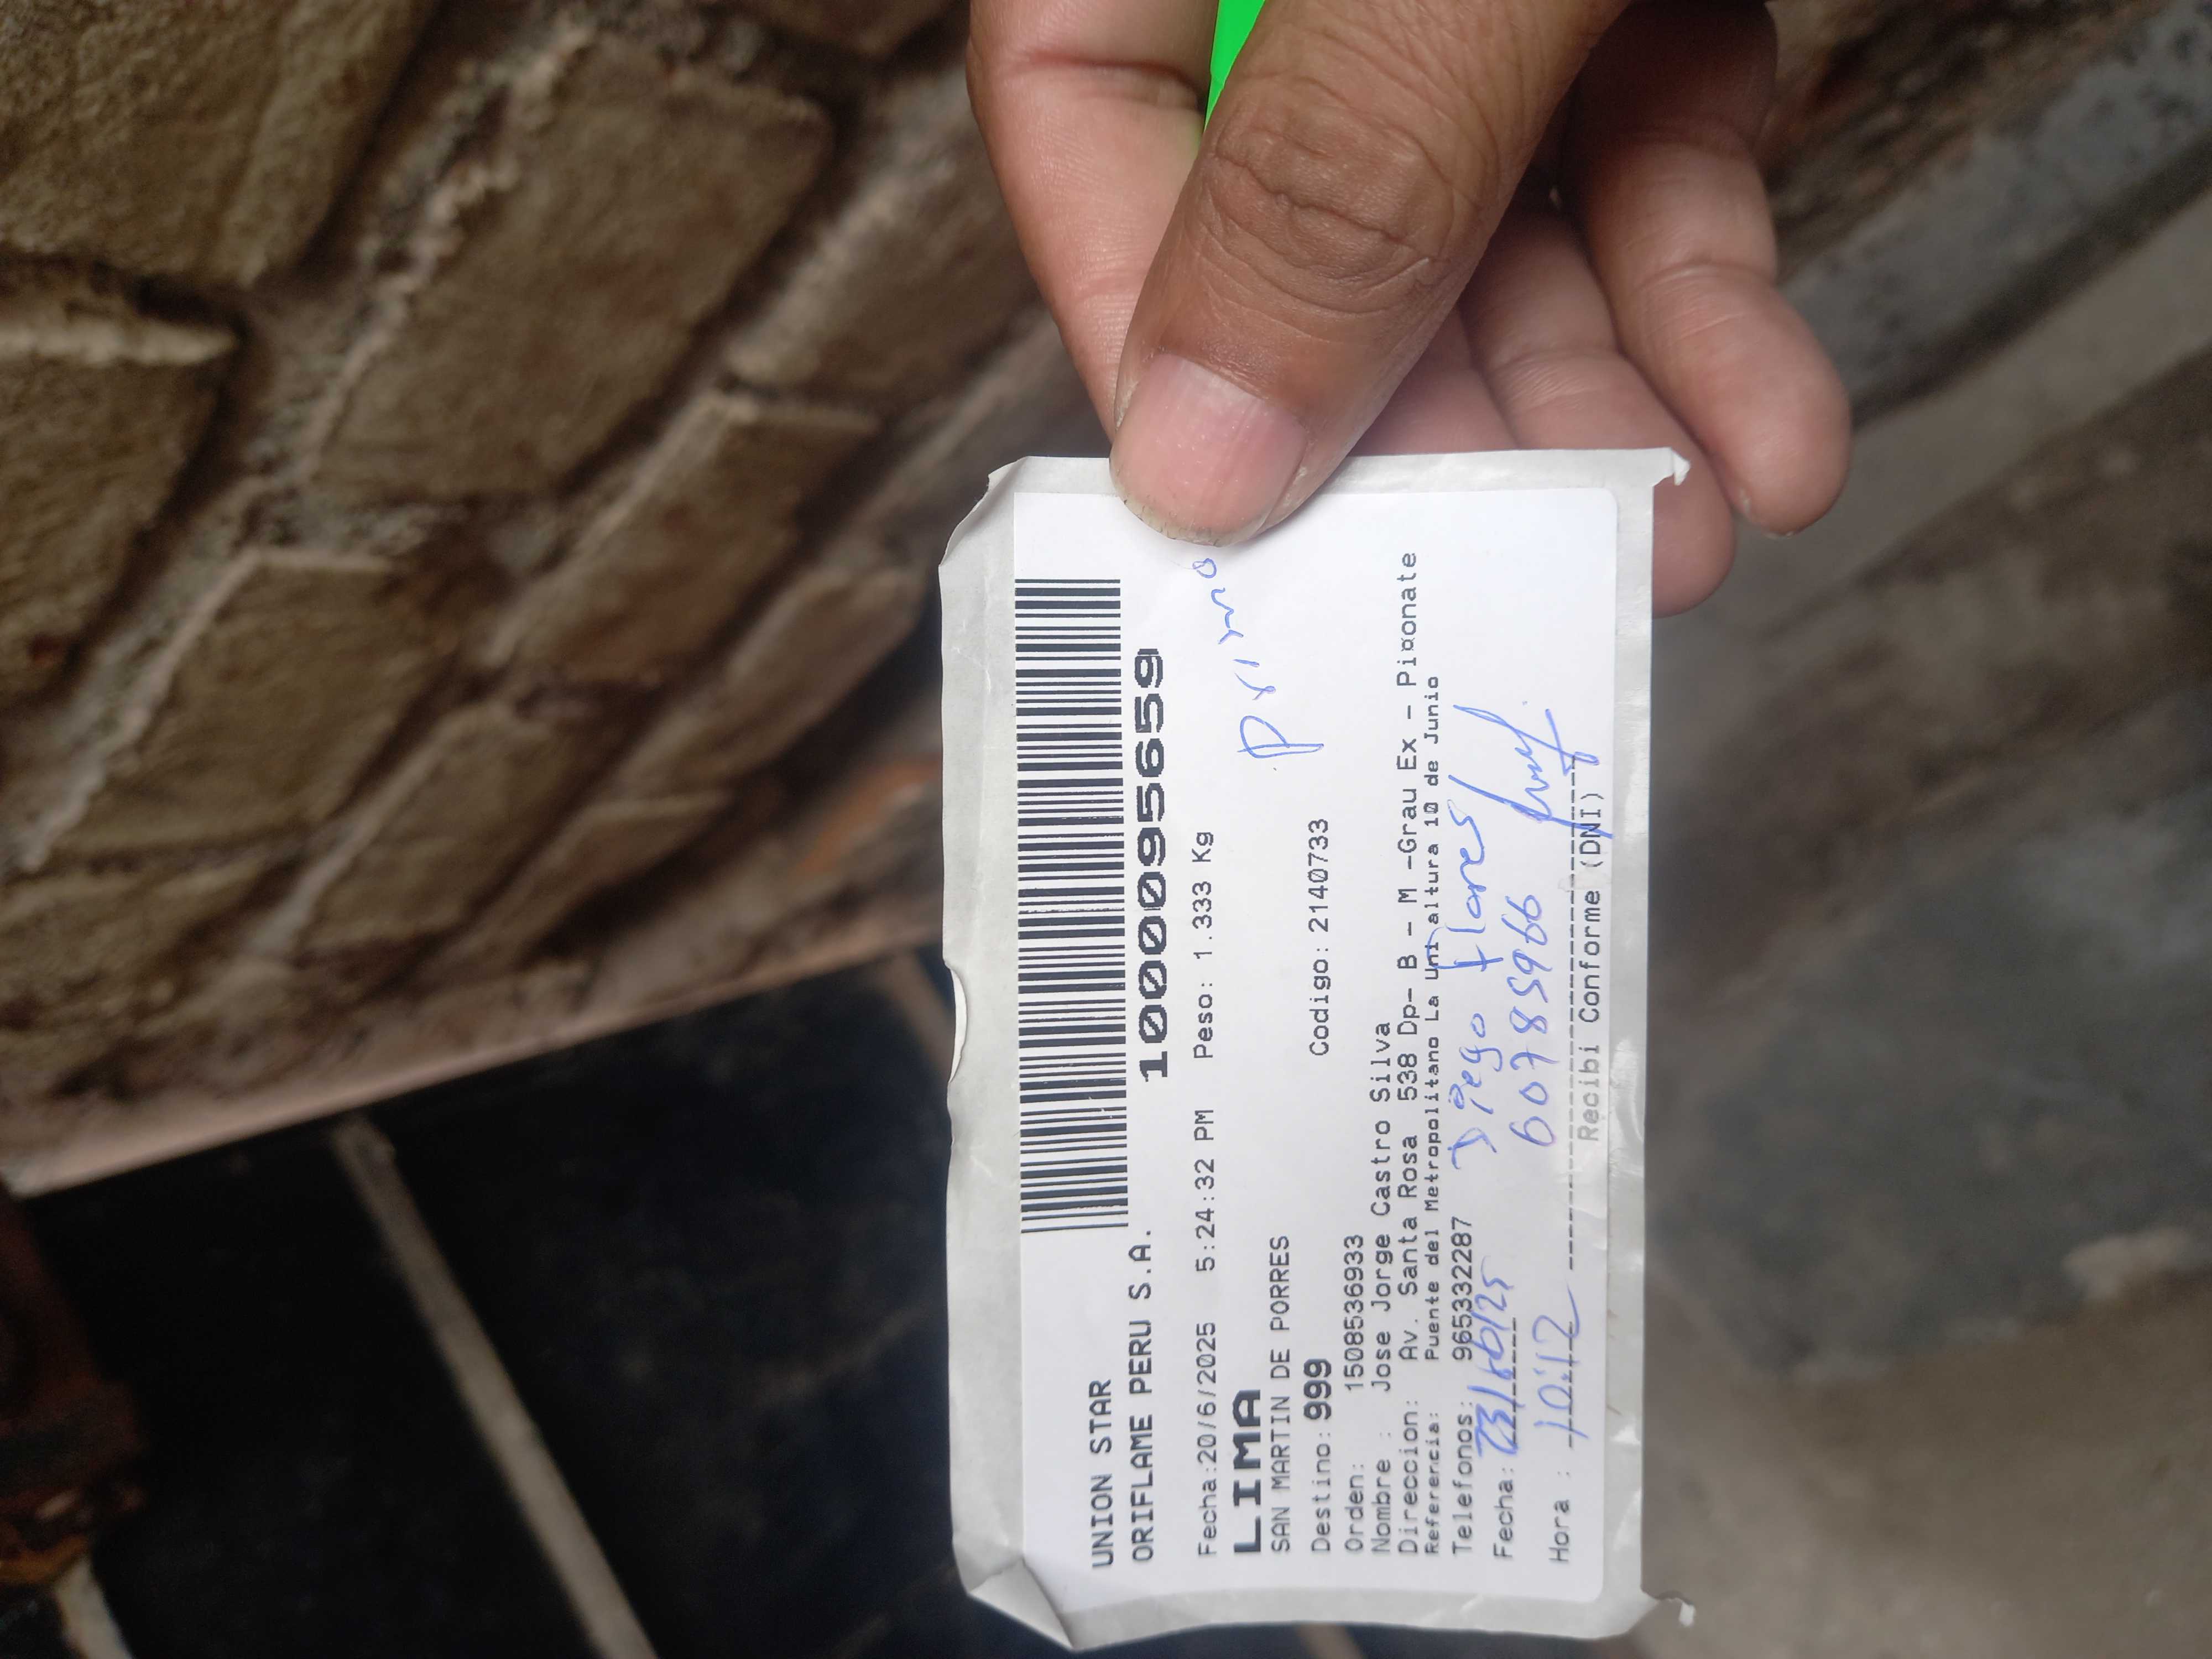 UNION STAR
ORIFLAME PERU S.A.
1000095659
Fecha:20/6/2025 5:24:32 PM Peso: 1.333 Kg
LIMA
Primo
SAN MARTIN DE PORRES
Destino: 999 Codigo: 2140733
Orden: 1508536933
Nombre : Jose Jorge Castro Silva
Direccion: Av. Santa Rosa 538 Dp- B - M -Grau Ex - Pignonate
Referencia: Puente del Metropolitano La Uni altura 10 de Junio
Telefonos: 965332287
Diego flores
Fecha: 23/06/25
60785966
Hora : 10:12
Recibi Conforme (DNI)